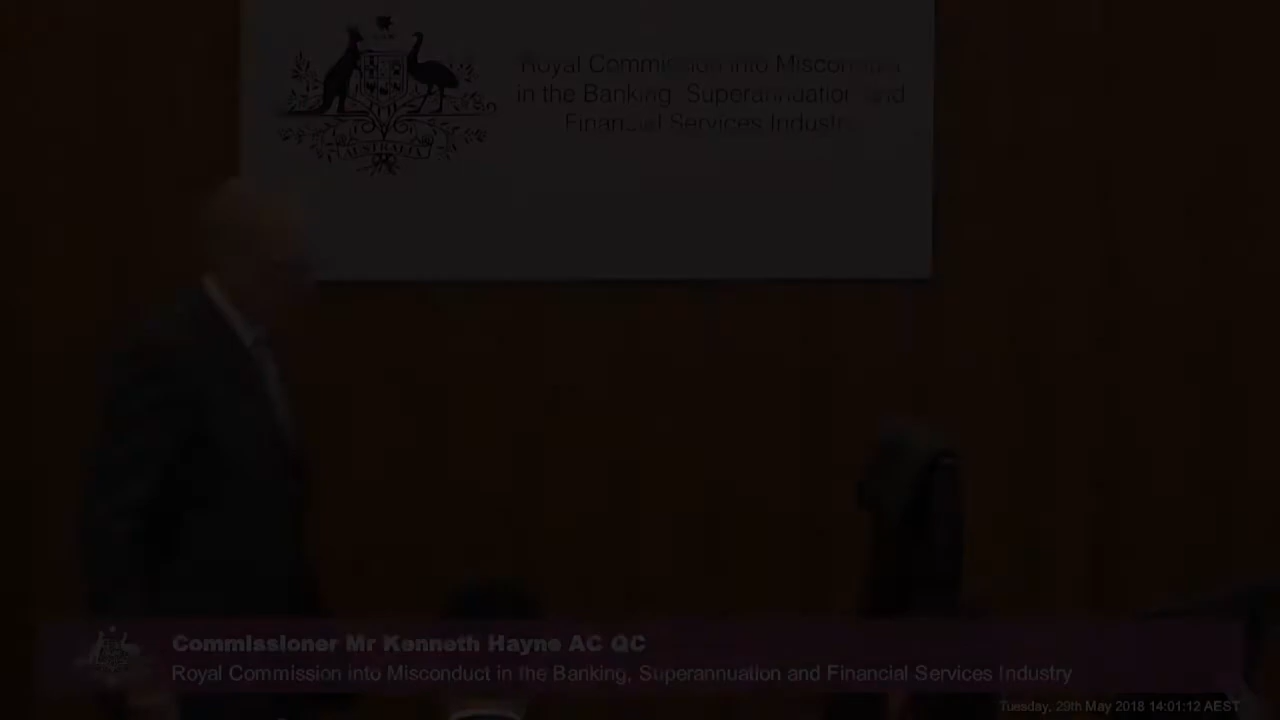 Royal Commission into Misconduct
in the Banking, Superannuation and
Financial Services Industry
AUSTRALIA
Commissioner Mr Kenneth Hayne AC QC
Royal Commission into Misconduct in the Banking, Superannuation and Financial Services Industry
Tuesday, 29th May 2018 14:01:12 AEST